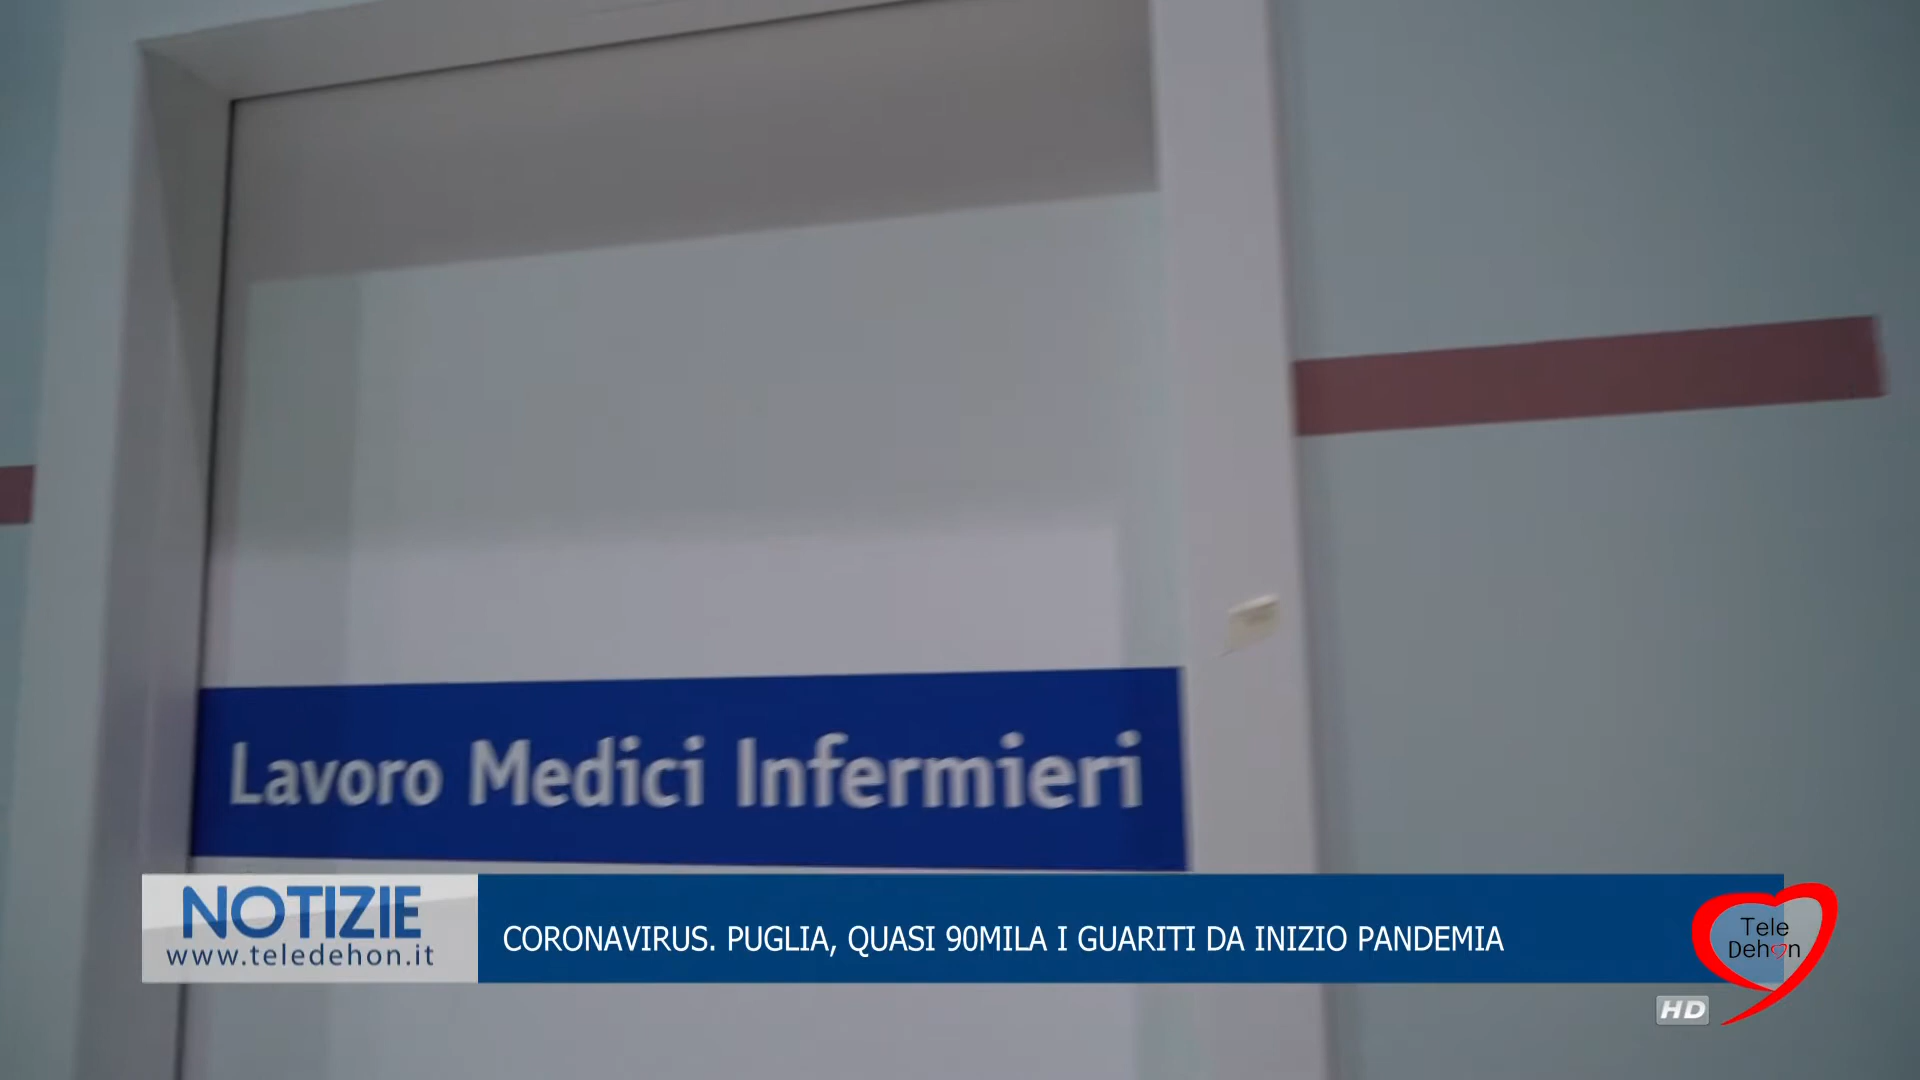 Lavoro Medici Infermieri
NOTIZIE
www.teledehon.it
CORONAVIRUS. PUGLIA, QUASI 90MILA I GUARITI DA INIZIO PANDEMIA
Tele
Dehon
HD